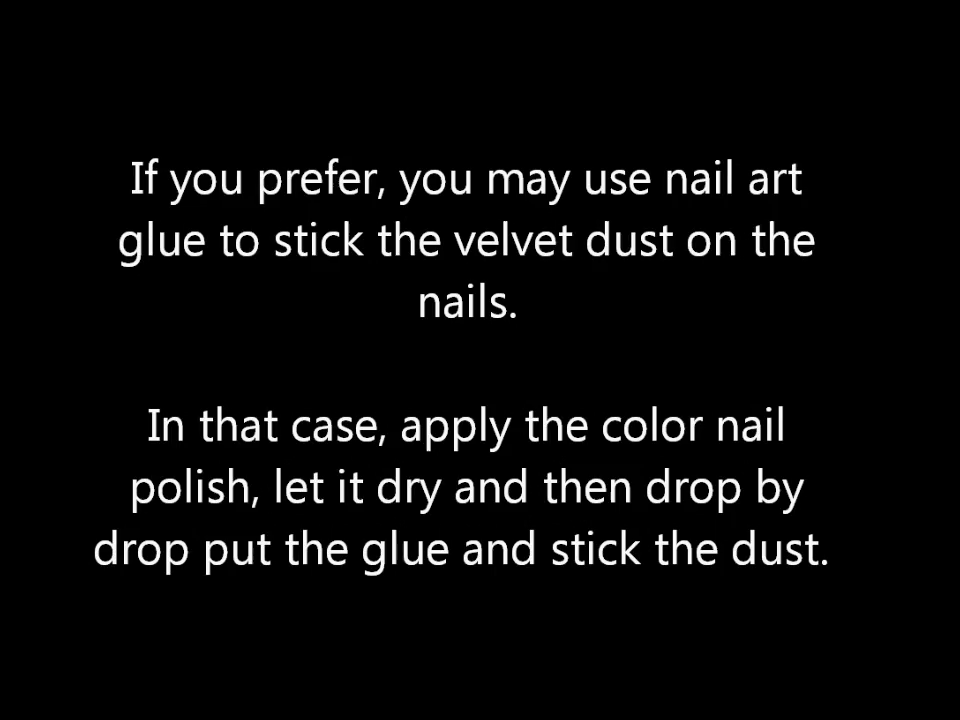 If you prefer, you may use nail art
glue to stick the velvet dust on the
nails.
In that case, apply the color nail
polish, let it dry and then drop by
drop put the glue and stick the dust.